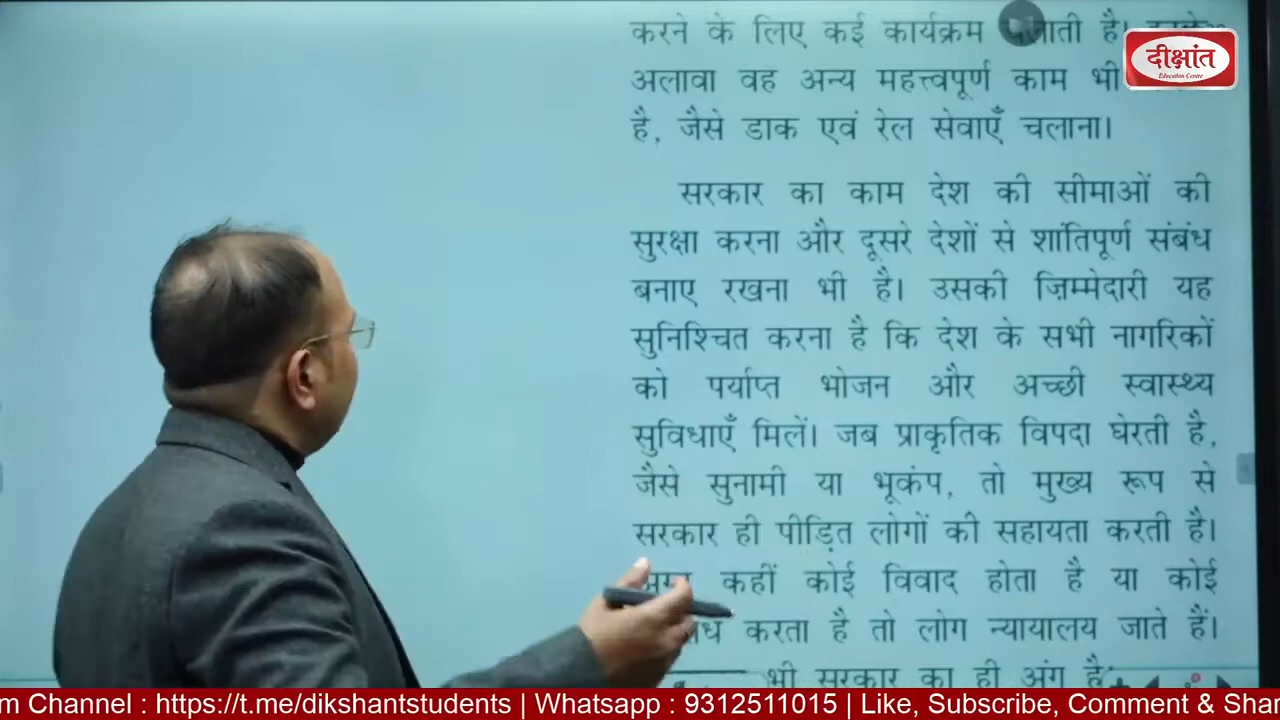 करने के लिए कई कार्यक्रम है।
अलावा वह अन्य महत्त्वपूर्ण काम भी
है, जैसे डाक एवं रेल सेवाएँ चलाना।
सरकार का काम देश की सीमाओं की
सुरक्षा करना और दूसरे देशों से शांतिपूर्ण संबंध
बनाए रखना भी है। उसकी ज़िम्मेदारी यह
सुनिश्चित करना है कि देश के सभी नागरिकों
को पर्याप्त भोजन और अच्छी स्वास्थ्य
सुविधाएँ मिलें। जब प्राकृतिक विपदा घेरती है,
जैसे सुनामी या भूकंप, तो मुख्य रूप से
सरकार ही पीड़ित लोगों की सहायता करती है।
कहीं कोई विवाद होता है या कोई
करता है तो लोग न्यायालय जाते हैं।
भी सरकार का ही अंग है
दीक्षांत
Education Centre
m Channel : https://t.me/dikshantstudents | Whatsapp : 9312511015 | Like, Subscribe, Comment & Shar